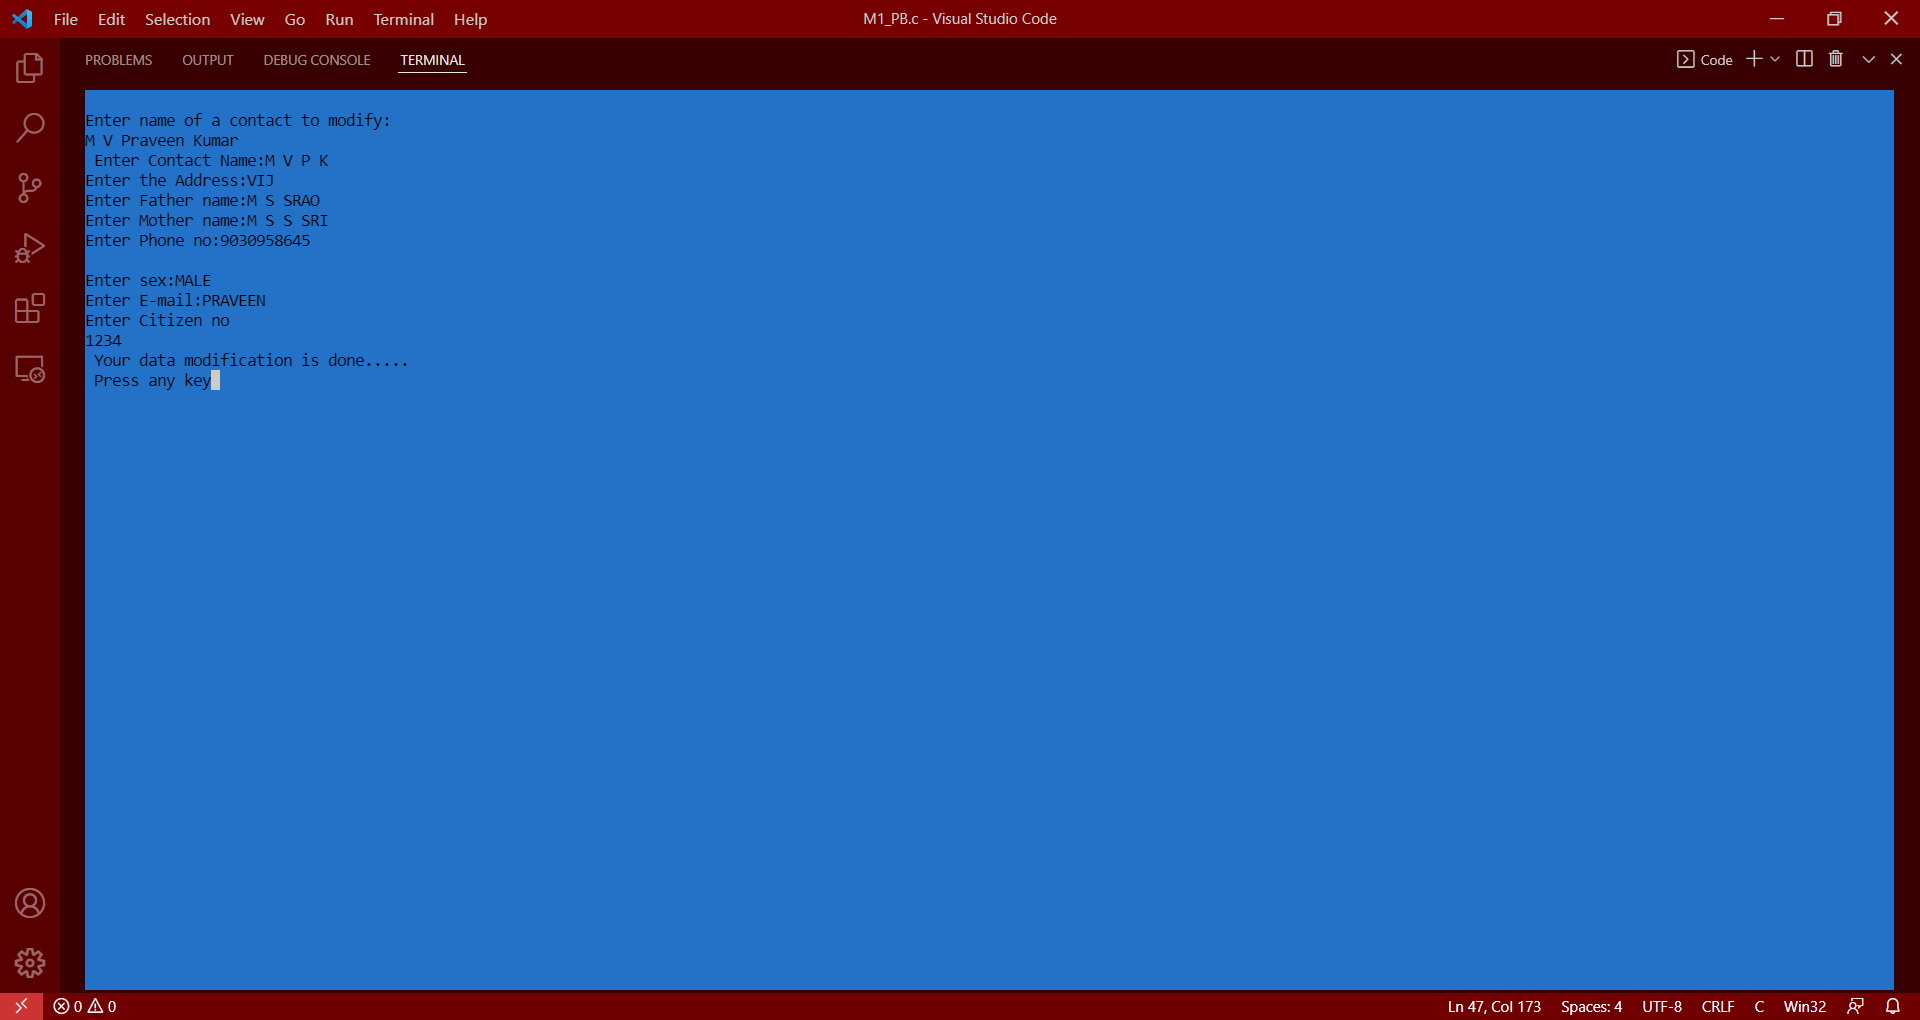 File Edit Selection View Go Run Terminal Help M1_PB.c - Visual Studio Code
PROBLEMS OUTPUT DEBUG CONSOLE TERMINAL Code
Enter name of a contact to modify:
M V Praveen Kumar
Enter Contact Name:M V P K
Enter the Address:VIJ
Enter Father name:M S SRAO
Enter Mother name:M S S SRI
Enter Phone no:9030958645
Enter sex:MALE
Enter E-mail:PRAVEEN
Enter Citizen no
1234
Your data modification is done.....
Press any key
0 0 Ln 47, Col 173 Spaces: 4 UTF-8 CRLF C Win32